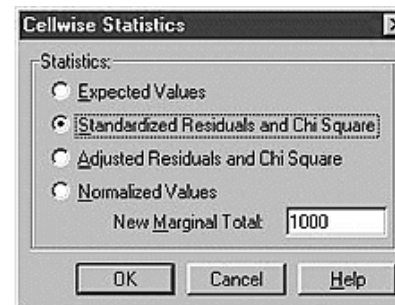 Cellwise Statistics
Statistics:
Expected Values
Standardized Residuals and Chi Square
Adjusted Residuals and Chi Square
Normalized Values
New Marginal Total: 1000
OK Cancel Help